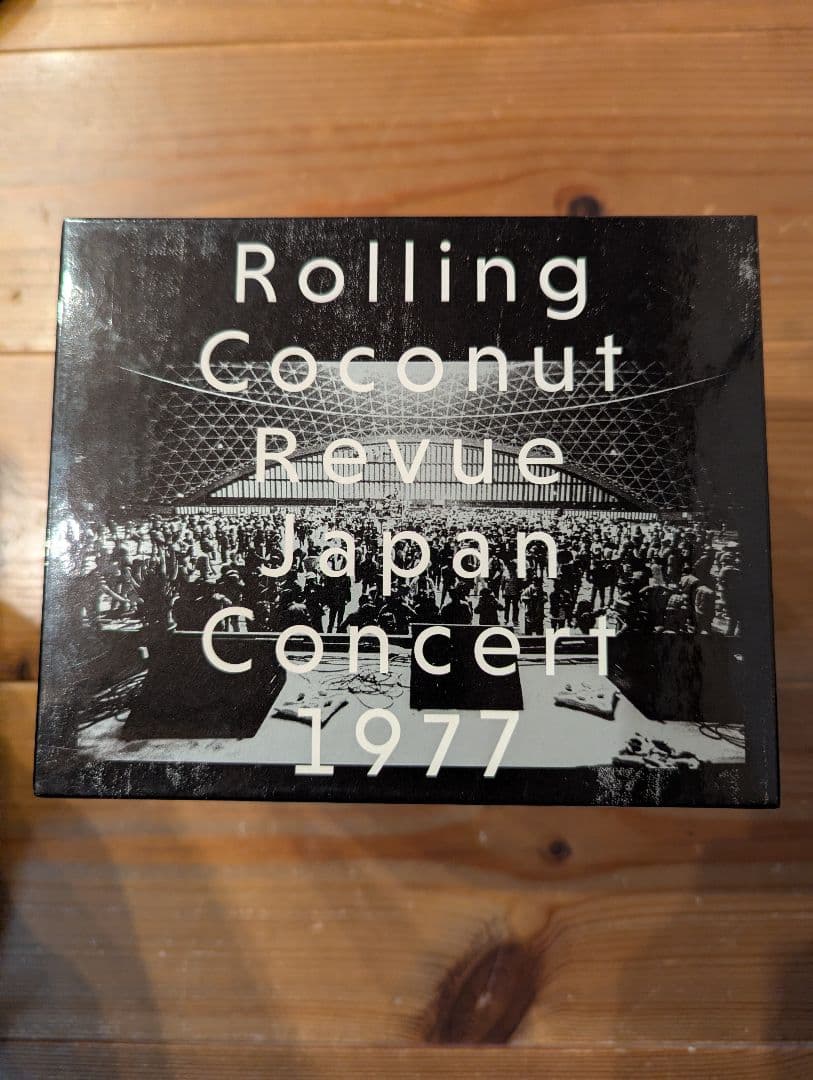 Rolling
Coconut
Revue
Japan
Concert
1977